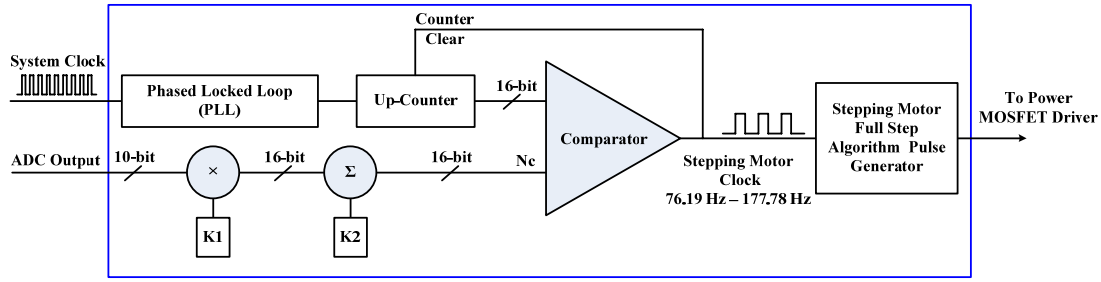 Counter
Clear
System Clock
Phased Locked Loop
(PLL)
Up-Counter
16-bit
Comparator
ADC Output
10-bit
×
16-bit
Σ
16-bit
Nc
K1
K2
Stepping Motor
Clock
76.19 Hz – 177.78 Hz
Stepping Motor
Full Step
Algorithm Pulse
Generator
To Power
MOSFET Driver